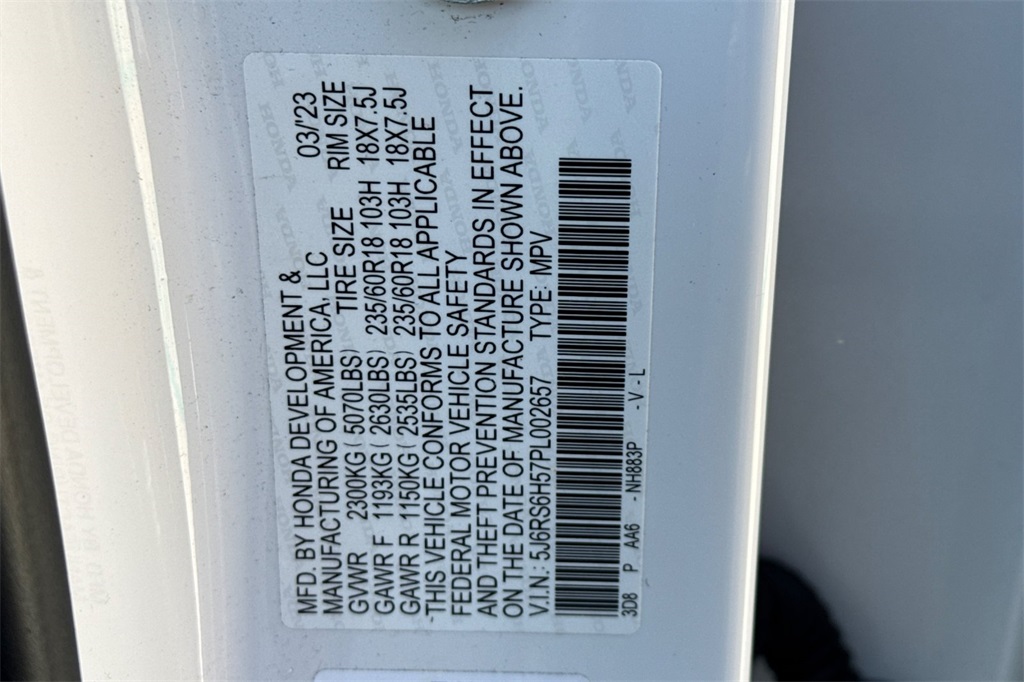 MFD. BY HONDA DEVELOPMENT & 03/'23
MANUFACTURING OF AMERICA, LLC RIM SIZE
GVWR 2300KG( 5070LBS) TIRE SIZE
GAWR F 1193KG( 2630LBS) 235/60R18 103H 18X7.5J
GAWR R 1150KG( 2535LBS) 235/60R18 103H 18X7.5J
THIS VEHICLE CONFORMS TO ALL APPLICABLE
FEDERAL MOTOR VEHICLE SAFETY
AND THEFT PREVENTION STANDARDS IN EFFECT
ON THE DATE OF MANUFACTURE SHOWN ABOVE.
V.I.N.: 5J6RS6H57PL002657 TYPE: MPV
3D8 P AA6 - NH883P - V - L